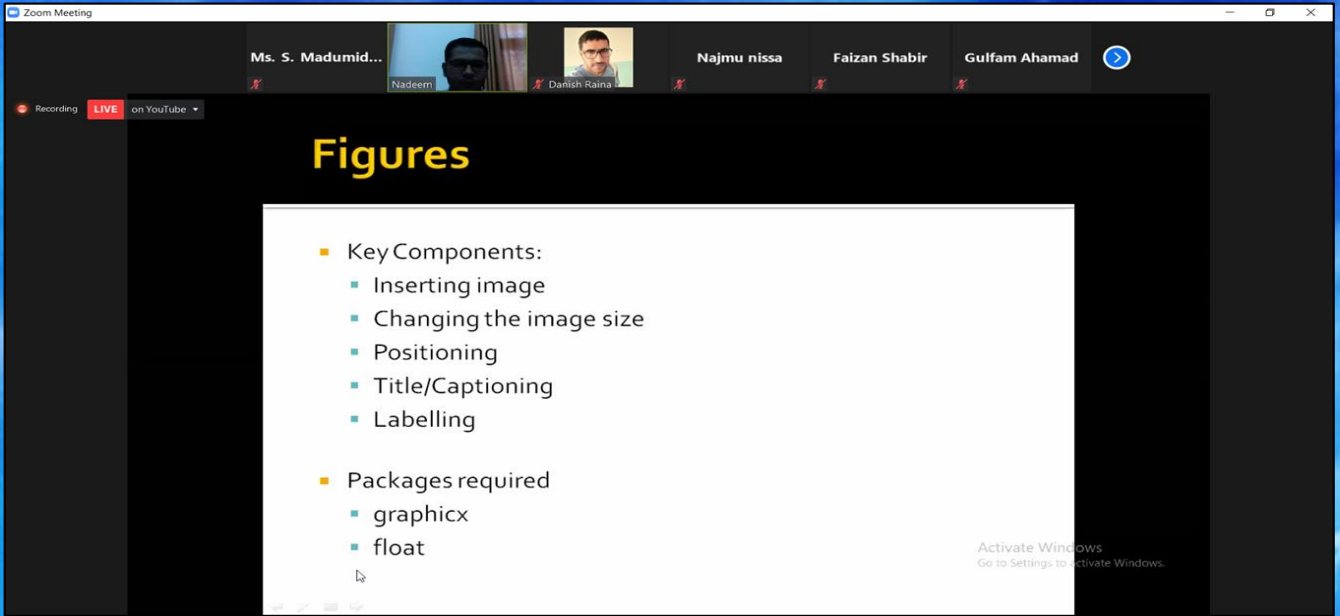 Zoom Meeting
Ms. S. Madumid...
Nadeem
Danish Raina
Najmu nissa
Faizan Shabir
Gulfam Ahamad
Recording
LIVE
on YouTube
Figures
Key Components:
Inserting image
Changing the image size
Positioning
Title/Captioning
Labelling
Packages required
graphicx
float
Activate Windows
Go to Settings to activate Windows.